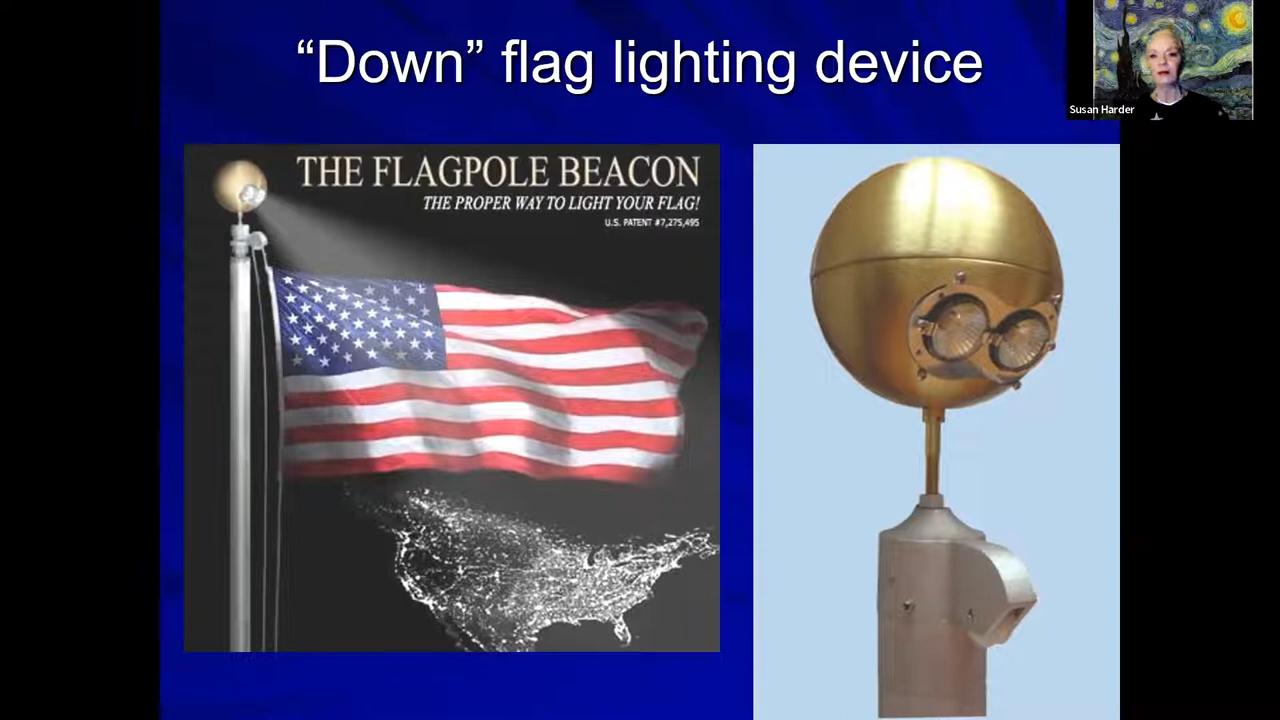 “Down” flag lighting device
Susan Harder
THE FLAGPOLE BEACON
THE PROPER WAY TO LIGHT YOUR FLAG!
U.S. PATENT #7,275,495